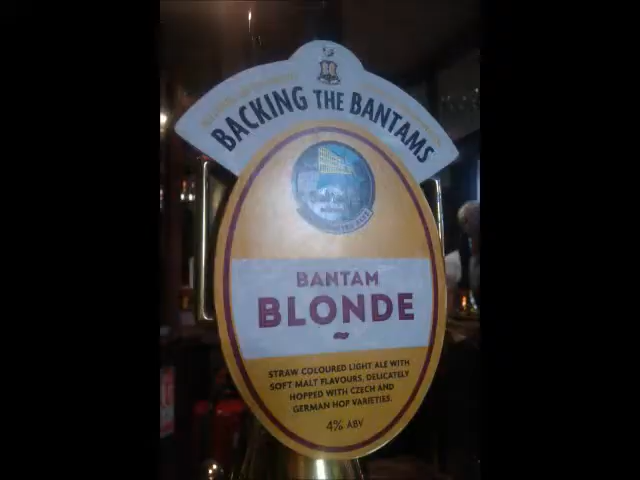 BACKING THE BANTAMS
BANTAM
BLONDE
STRAW COLOURED LIGHT ALE WITH
SOFT MALT FLAVOURS, DELICATELY
HOPPED WITH CZECH AND
GERMAN HOP VARIETIES.
4% ABV